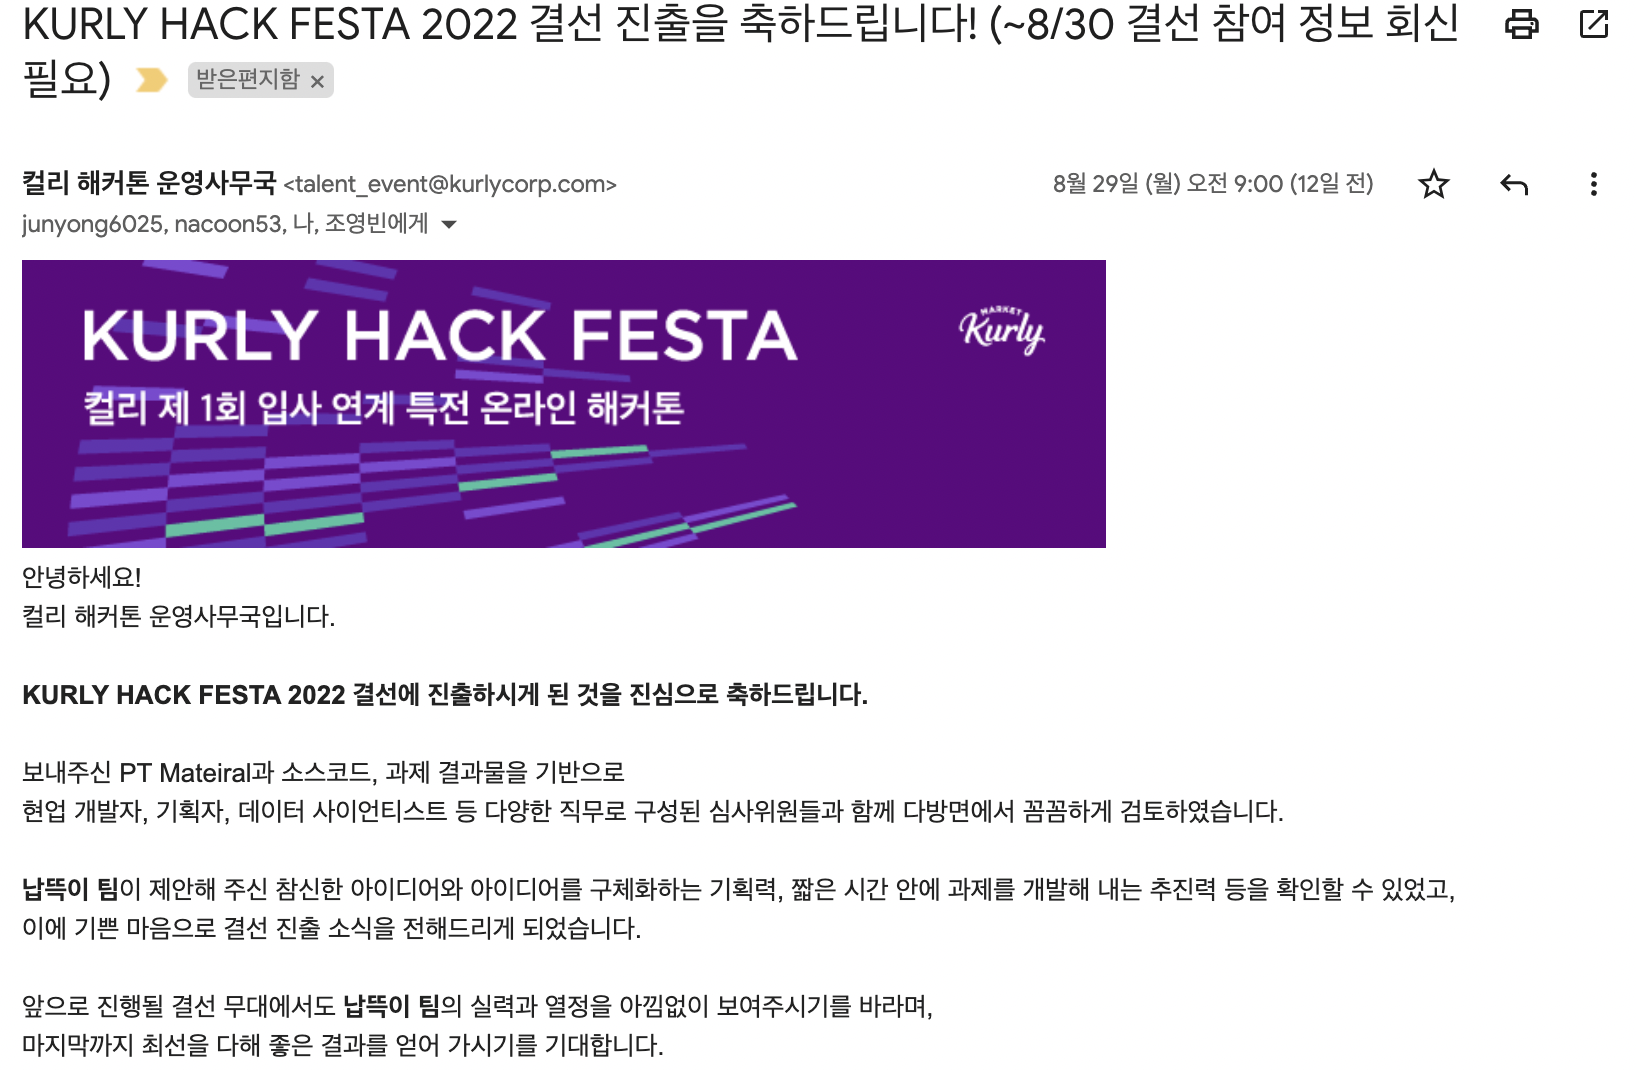 KURLY HACK FESTA 2022 결선 진출을 축하드립니다! (~8/30 결선 참여 정보 회신
필요)
받은편지함 ×
컬리 해커톤 운영사무국 <talent_event@kurlycorp.com>
8월 29일 (월) 오전 9:00 (12일 전)
junyong6025, nacoon53, 나, 조영빈에게
KURLY HACK FESTA
MARKET
Kurly
컬리 제 1회 입사 연계 특전 온라인 해커톤
안녕하세요!
컬리 해커톤 운영사무국입니다.
KURLY HACK FESTA 2022 결선에 진출하시게 된 것을 진심으로 축하드립니다.
보내주신 PT Mateiral과 소스코드, 과제 결과물을 기반으로
현업 개발자, 기획자, 데이터 사이언티스트 등 다양한 직무로 구성된 심사위원들과 함께 다방면에서 꼼꼼하게 검토하였습니다.
납뜩이 팀이 제안해 주신 참신한 아이디어와 아이디어를 구체화하는 기획력, 짧은 시간 안에 과제를 개발해 내는 추진력 등을 확인할 수 있었고,
이에 기쁜 마음으로 결선 진출 소식을 전해드리게 되었습니다.
앞으로 진행될 결선 무대에서도 납뜩이 팀의 실력과 열정을 아낌없이 보여주시기를 바라며,
마지막까지 최선을 다해 좋은 결과를 얻어 가시기를 기대합니다.